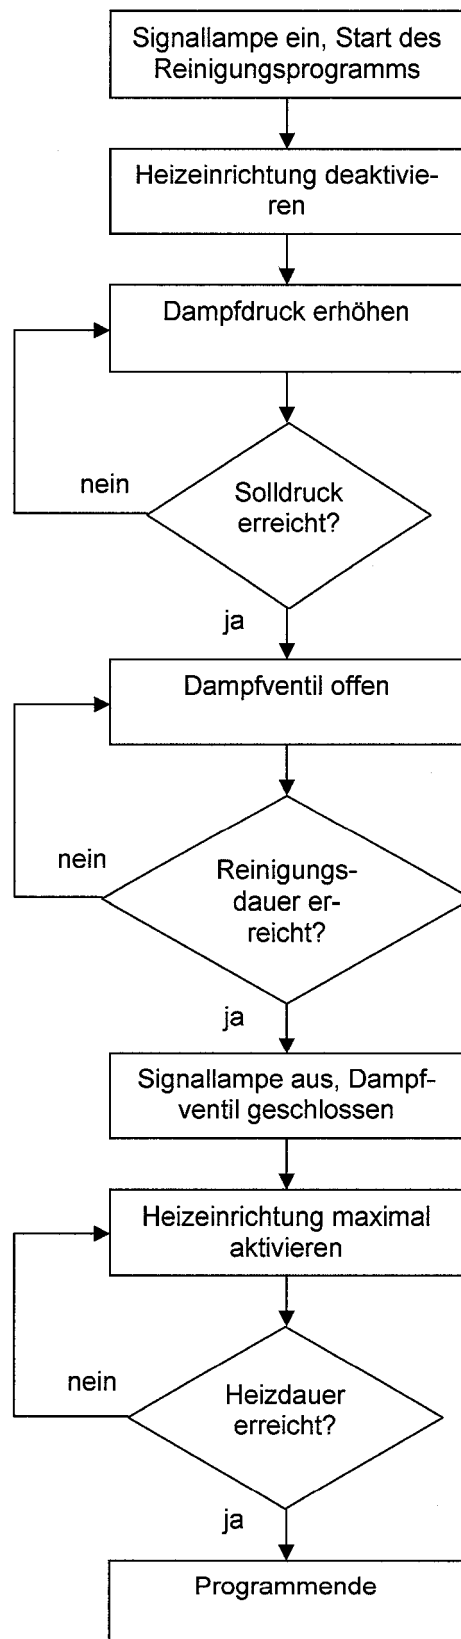 Signallampe ein, Start des
Reinigungsprogramms
Heizeinrichtung deaktivie-
ren
Dampfdruck erhöhen
nein
Solldruck
erreicht?
ja
Dampfventil offen
nein
Reinigungs-
dauer er-
reicht?
ja
Signallampe aus, Dampf-
ventil geschlossen
Heizeinrichtung maximal
aktivieren
nein
Heizdauer
erreicht?
ja
Programmende